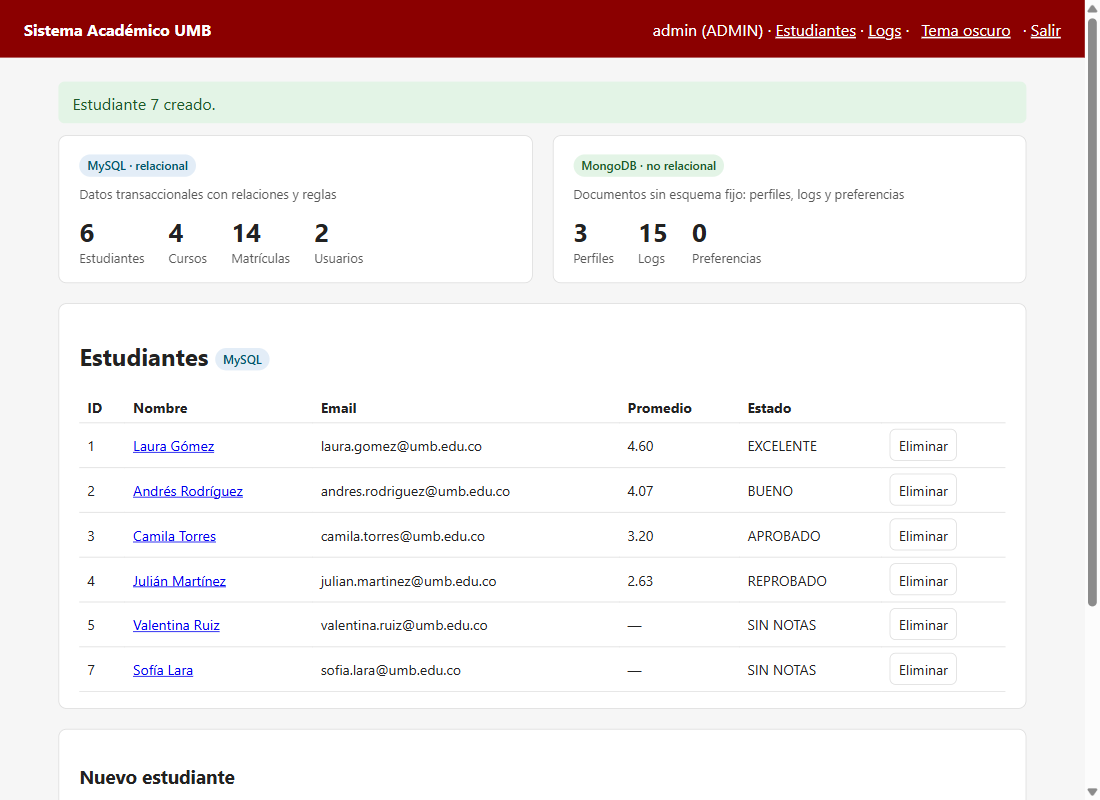 Sistema Académico UMB
admin (ADMIN) · Estudiantes · Logs · Tema oscuro · Salir
Estudiante 7 creado.
MySQL · relacional
Datos transaccionales con relaciones y reglas
6 4 14 2
Estudiantes Cursos Matrículas Usuarios
MongoDB · no relacional
Documentos sin esquema fijo: perfiles, logs y preferencias
3 15 0
Perfiles Logs Preferencias
Estudiantes MySQL
ID Nombre Email Promedio Estado
1 Laura Gómez laura.gomez@umb.edu.co 4.60 EXCELENTE Eliminar
2 Andrés Rodríguez andres.rodriguez@umb.edu.co 4.07 BUENO Eliminar
3 Camila Torres camila.torres@umb.edu.co 3.20 APROBADO Eliminar
4 Julián Martínez julian.martinez@umb.edu.co 2.63 REPROBADO Eliminar
5 Valentina Ruiz valentina.ruiz@umb.edu.co — SIN NOTAS Eliminar
7 Sofía Lara sofia.lara@umb.edu.co — SIN NOTAS Eliminar
Nuevo estudiante